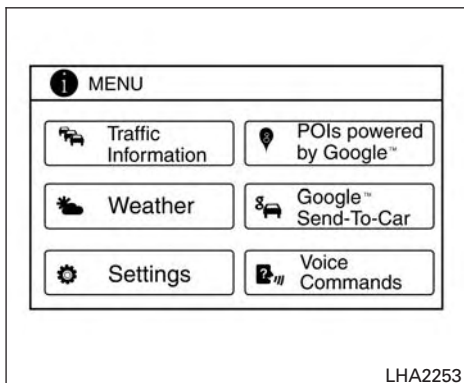 MENU
Traffic
Information
POIs powered
by Google™
Weather
Google™
Send-To-Car
Settings
Voice
Commands
LHA2253